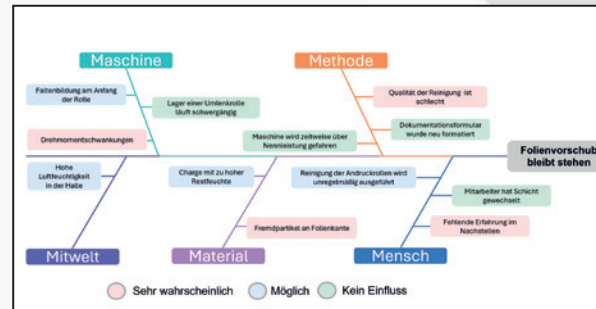 Maschine
Methode
Faltenbildung am Anfang
der Rolle
Lager einer Umlenkrolle
läuft schwergängig
Drehmomentschwankungen
Qualität der Reinigung ist
schlecht
Dokumentationsformular
wurde neu formatiert
Maschine wird zeitweise über
Nennleistung gefahren
Folienvorschub
bleibt stehen
Hohe
Luftfeuchtigkeit
in der Halle
Charge mit zu hoher
Restfeuchte
Fremdpartikel an Folienkante
Reinigung der Andruckrollen wird
unregelmäßig ausgeführt
Mitarbeiter hat Schicht
gewechselt
Fehlende Erfahrung im
Nachstellen
Mitwelt
Material
Mensch
Sehr wahrscheinlich
Möglich
Kein Einfluss